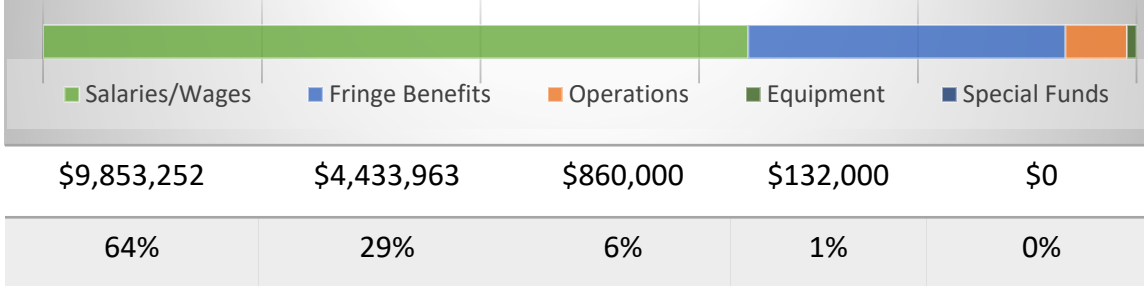 Salaries/Wages Fringe Benefits Operations Equipment Special Funds
$9,853,252 $4,433,963 $860,000 $132,000 $0
64% 29% 6% 1% 0%